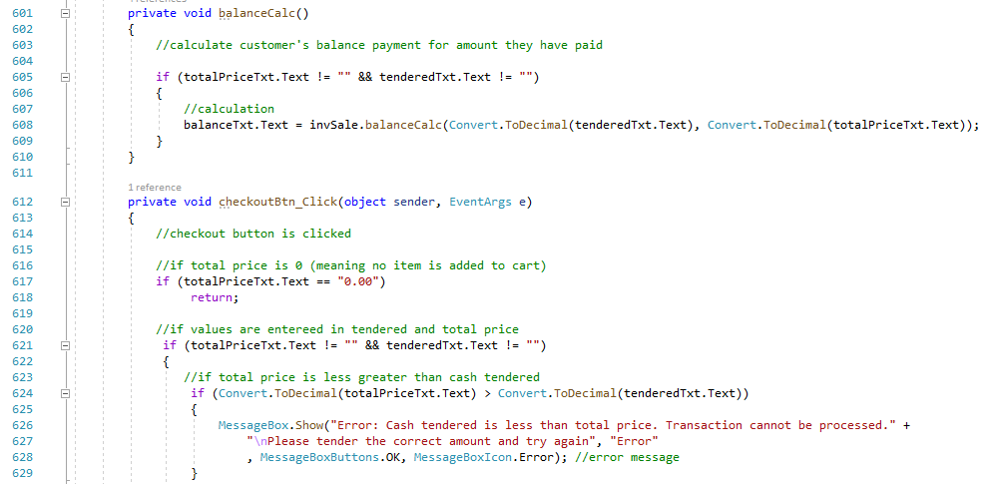 601 private void balanceCalc()
602 {
603 //calculate customer's balance payment for amount they have paid
604
605 if (totalPriceTxt.Text != "" && tenderedTxt.Text != "")
606 {
607 //calculation
608 balanceTxt.Text = invSale.balanceCalc(Convert.ToDecimal(tenderedTxt.Text), Convert.ToDecimal(totalPriceTxt.Text));
609 }
610 }
611
1 reference
612 private void checkoutBtn_Click(object sender, EventArgs e)
613 {
614 //checkout button is clicked
615
616 //if total price is 0 (meaning no item is added to cart)
617 if (totalPriceTxt.Text == "0.00")
618 return;
619
620 //if values are entereed in tendered and total price
621 if (totalPriceTxt.Text != "" && tenderedTxt.Text != "")
622 {
623 //if total price is less greater than cash tendered
624 if (Convert.ToDecimal(totalPriceTxt.Text) > Convert.ToDecimal(tenderedTxt.Text))
625 {
626 MessageBox.Show("Error: Cash tendered is less than total price. Transaction cannot be processed." +
627 "\nPlease tender the correct amount and try again", "Error"
628 , MessageBoxButtons.OK, MessageBoxIcon.Error); //error message
629 }